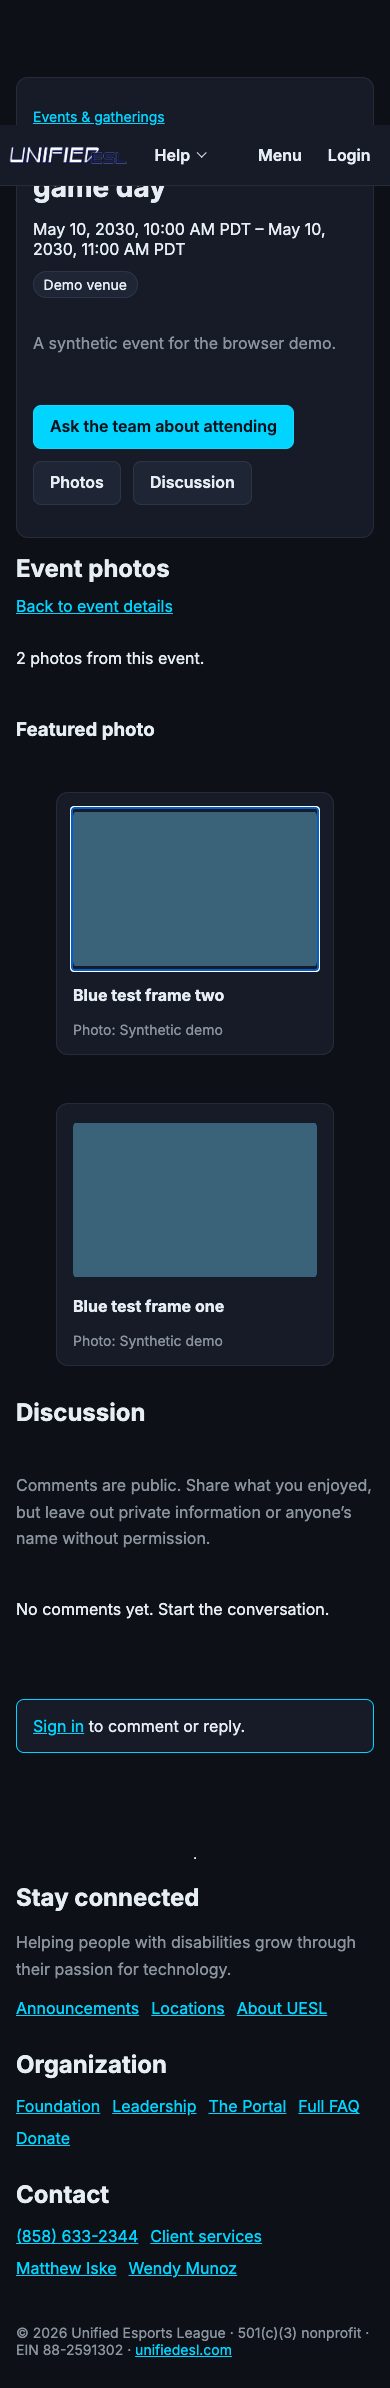 Events & gatherings
UNIFIED ESL
Help
Menu
Login
game day
May 10, 2030, 10:00 AM PDT – May 10,
2030, 11:00 AM PDT
Demo venue
A synthetic event for the browser demo.
Ask the team about attending
Photos
Discussion
Event photos
Back to event details
2 photos from this event.
Featured photo
Blue test frame two
Photo: Synthetic demo
Blue test frame one
Photo: Synthetic demo
Discussion
Comments are public. Share what you enjoyed,
but leave out private information or anyone’s
name without permission.
No comments yet. Start the conversation.
Sign in to comment or reply.
.
Stay connected
Helping people with disabilities grow through
their passion for technology.
Announcements Locations About UESL
Organization
Foundation Leadership The Portal Full FAQ
Donate
Contact
(858) 633-2344 Client services
Matthew Iske Wendy Munoz
© 2026 Unified Esports League · 501(c)(3) nonprofit ·
EIN 88-2591302 · unifiedesl.com